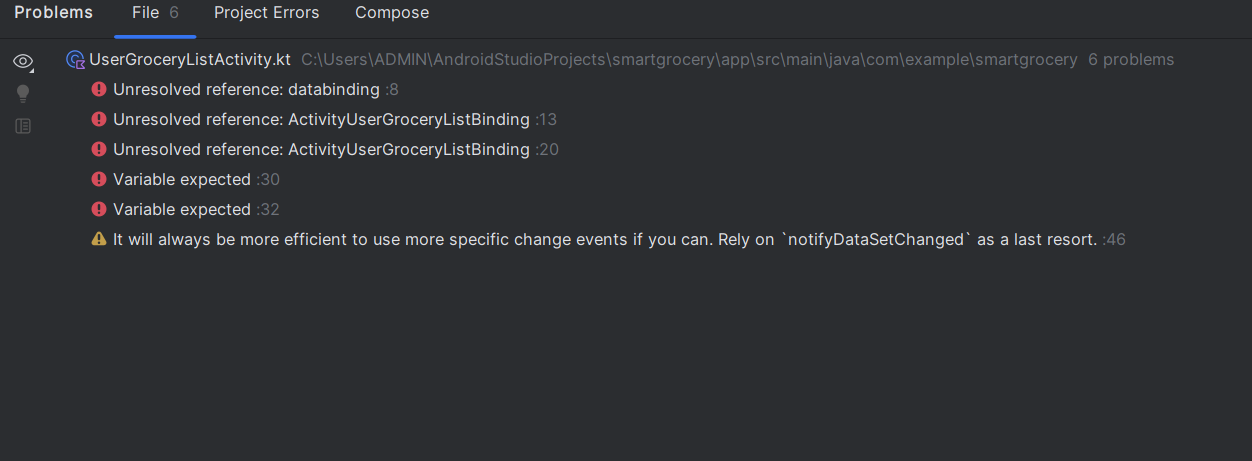 Problems File 6 Project Errors Compose
UserGroceryListActivity.kt C:\Users\ADMIN\AndroidStudioProjects\smartgrocery\app\src\main\java\com\example\smartgrocery 6 problems
Unresolved reference: databinding :8
Unresolved reference: ActivityUserGroceryListBinding :13
Unresolved reference: ActivityUserGroceryListBinding :20
Variable expected :30
Variable expected :32
It will always be more efficient to use more specific change events if you can. Rely on `notifyDataSetChanged` as a last resort. :46